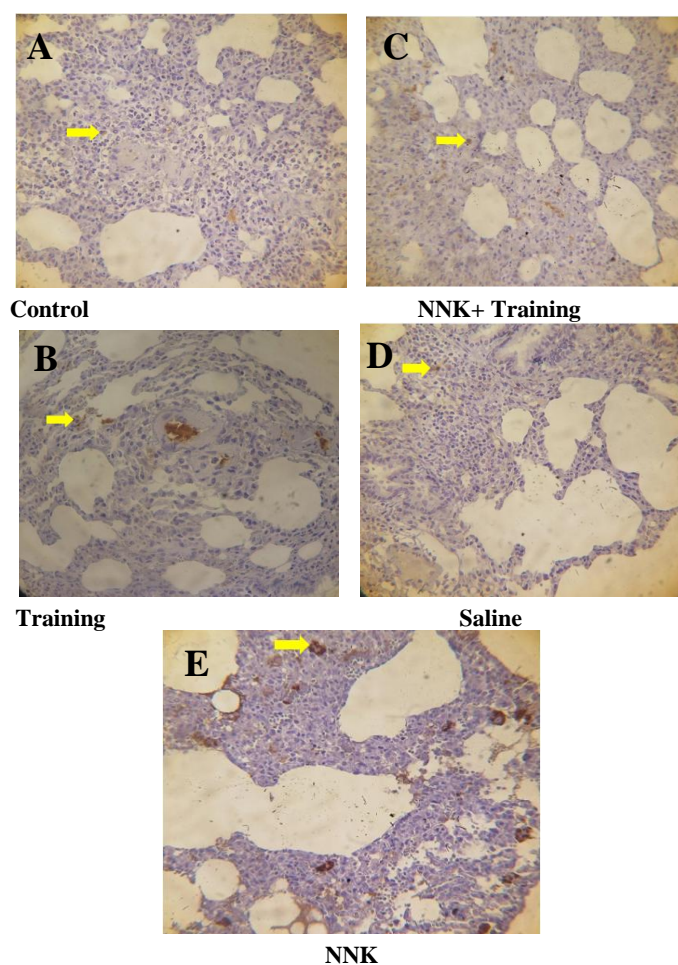 A
C
Control
NNK+ Training
B
D
Training
Saline
E
NNK